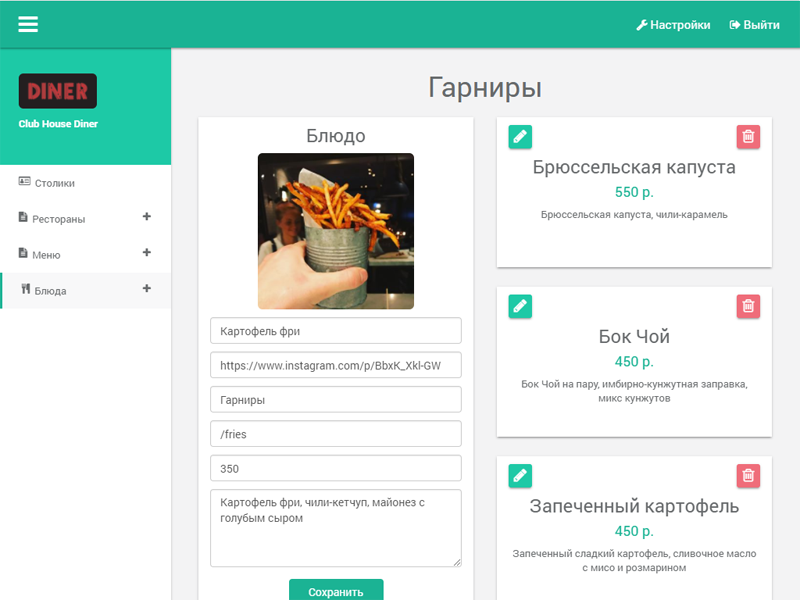 Настройки
Выйти
DINER
Club House Diner
Столики
Рестораны
Меню
Блюда
Гарниры
Блюдо
Картофель фри
https://www.instagram.com/p/BbxK_Xkl-GW
Гарниры
/fries
350
Картофель фри, чили-кетчуп, майонез с
голубым сыром
Сохранить
Брюссельская капуста
550 р.
Брюссельская капуста, чили-карамель
Бок Чой
450 р.
Бок Чой на пару, имбирно-кунжутная заправка,
микс кунжутов
Запеченный картофель
450 р.
Запеченный сладкий картофель, сливочное масло
с мисо и розмарином